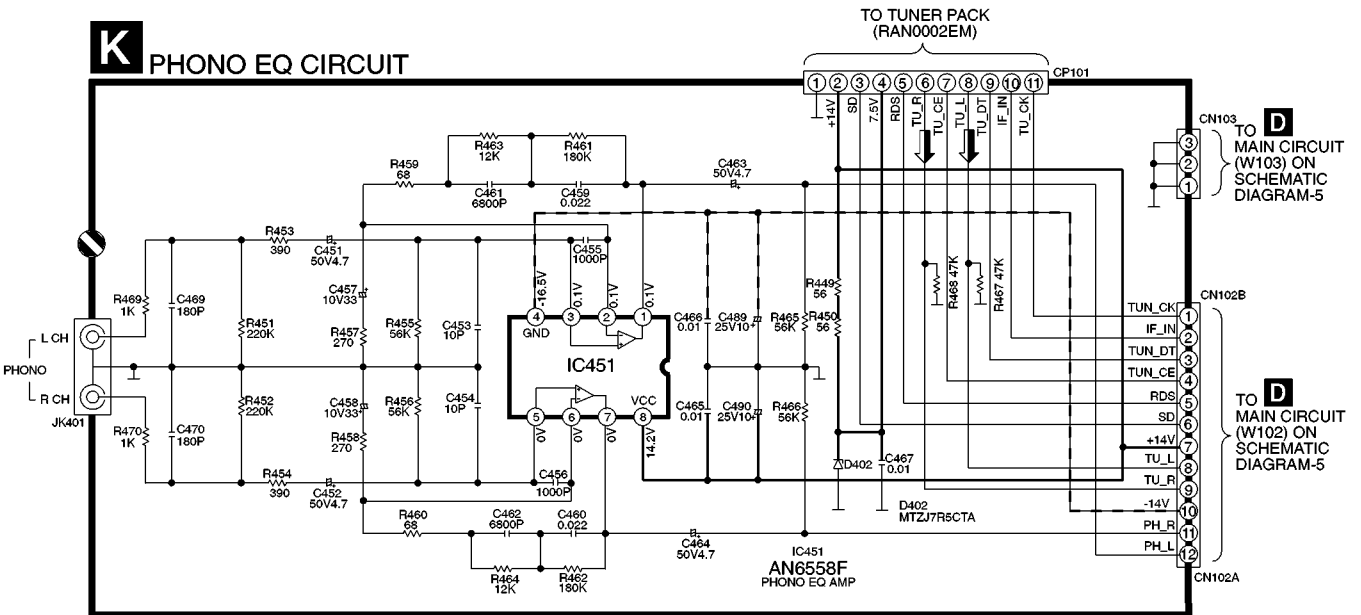 TO TUNER PACK
(RAN0002EM)
K PHONO EQ CIRCUIT
CP101
1 2 3 4 5 6 7 8 9 10 11
+14V
SD
7.5V
RDS
TU_R
TU_CE
TU_L
TU_DT
IF_IN
TU_CK
CN103
3
2
1
TO D
MAIN CIRCUIT
(W103) ON
SCHEMATIC
DIAGRAM-5
R463
12K
R461
180K
R459
68
C461
6800P
C459
0.022
C463
50V4.7
R453
390
C451
50V4.7
C455
1000P
R469
1K
C469
180P
R451
220K
C457
10V33
R457
270
R455
56K
C453
10P
-16.5V
0.1V
0.1V
0.1V
4 3 2 1
GND
IC451
VCC
5 6 7 8
0V
0V
0V
14.2V
C466
0.01
C489
25V10
R449
56
R450
56
R465
56K
R468 47K
R467 47K
L CH
PHONO
R CH
JK401
R470
1K
C470
180P
R452
220K
C458
10V33
R458
270
R456
56K
C454
10P
C465
0.01
C490
25V10
R466
56K
R454
390
C452
50V4.7
C456
1000P
R460
68
C462
6800P
C460
0.022
C464
50V4.7
R464
12K
R462
180K
D402
C467
0.01
D402
MTZJ7R5CTA
IC451
AN6558F
PHONO EQ AMP
CN102B
TUN_CK 1
IF_IN 2
TUN_DT 3
TUN_CE 4
RDS 5
SD 6
+14V 7
TU_L 8
TU_R 9
-14V 10
PH_R 11
PH_L 12
CN102A
TO D
MAIN CIRCUIT
(W102) ON
SCHEMATIC
DIAGRAM-5